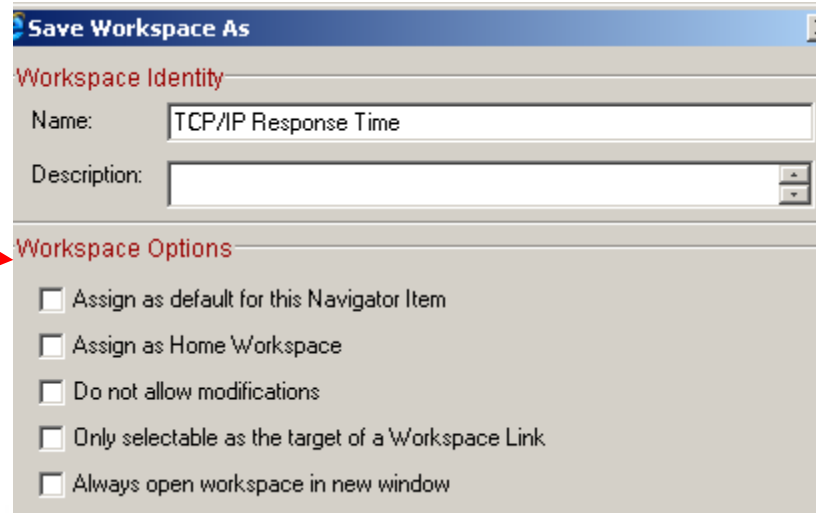 Save Workspace As
Workspace Identity
Name: TCP/IP Response Time
Description:
Workspace Options
Assign as default for this Navigator Item
Assign as Home Workspace
Do not allow modifications
Only selectable as the target of a Workspace Link
Always open workspace in new window